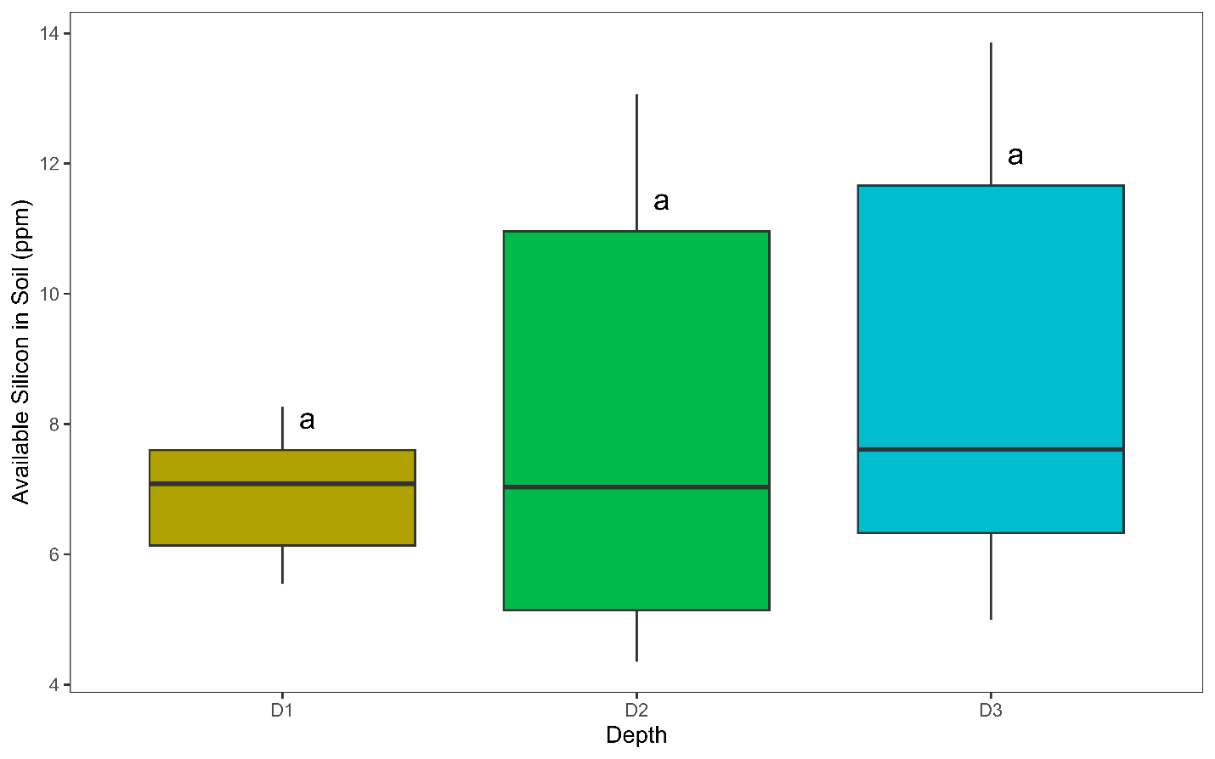 14
12
10
8
6
4
Available Silicon in Soil (ppm)
a
a
a
D1 D2 D3
Depth